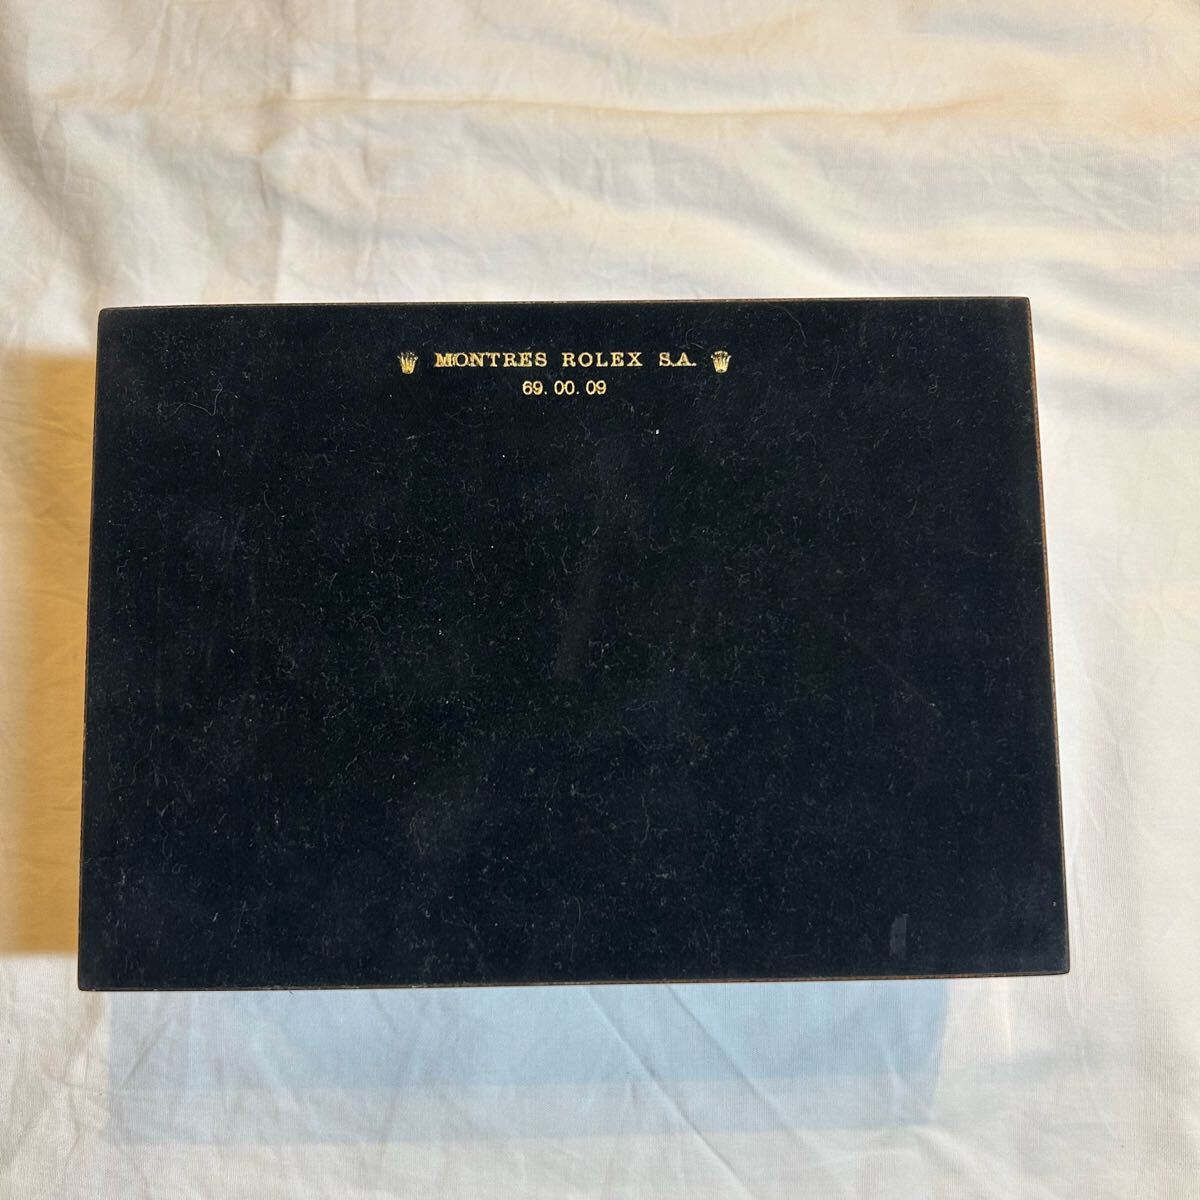 MONTRES ROLEX S.A.
69. 00. 09